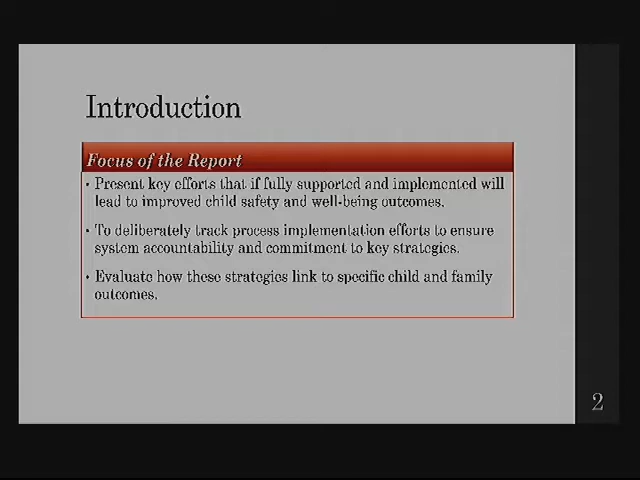 Introduction
Focus of the Report
• Present key efforts that if fully supported and implemented will
lead to improved child safety and well-being outcomes.
• To deliberately track process implementation efforts to ensure
system accountability and commitment to key strategies.
• Evaluate how these strategies link to specific child and family
outcomes.
2